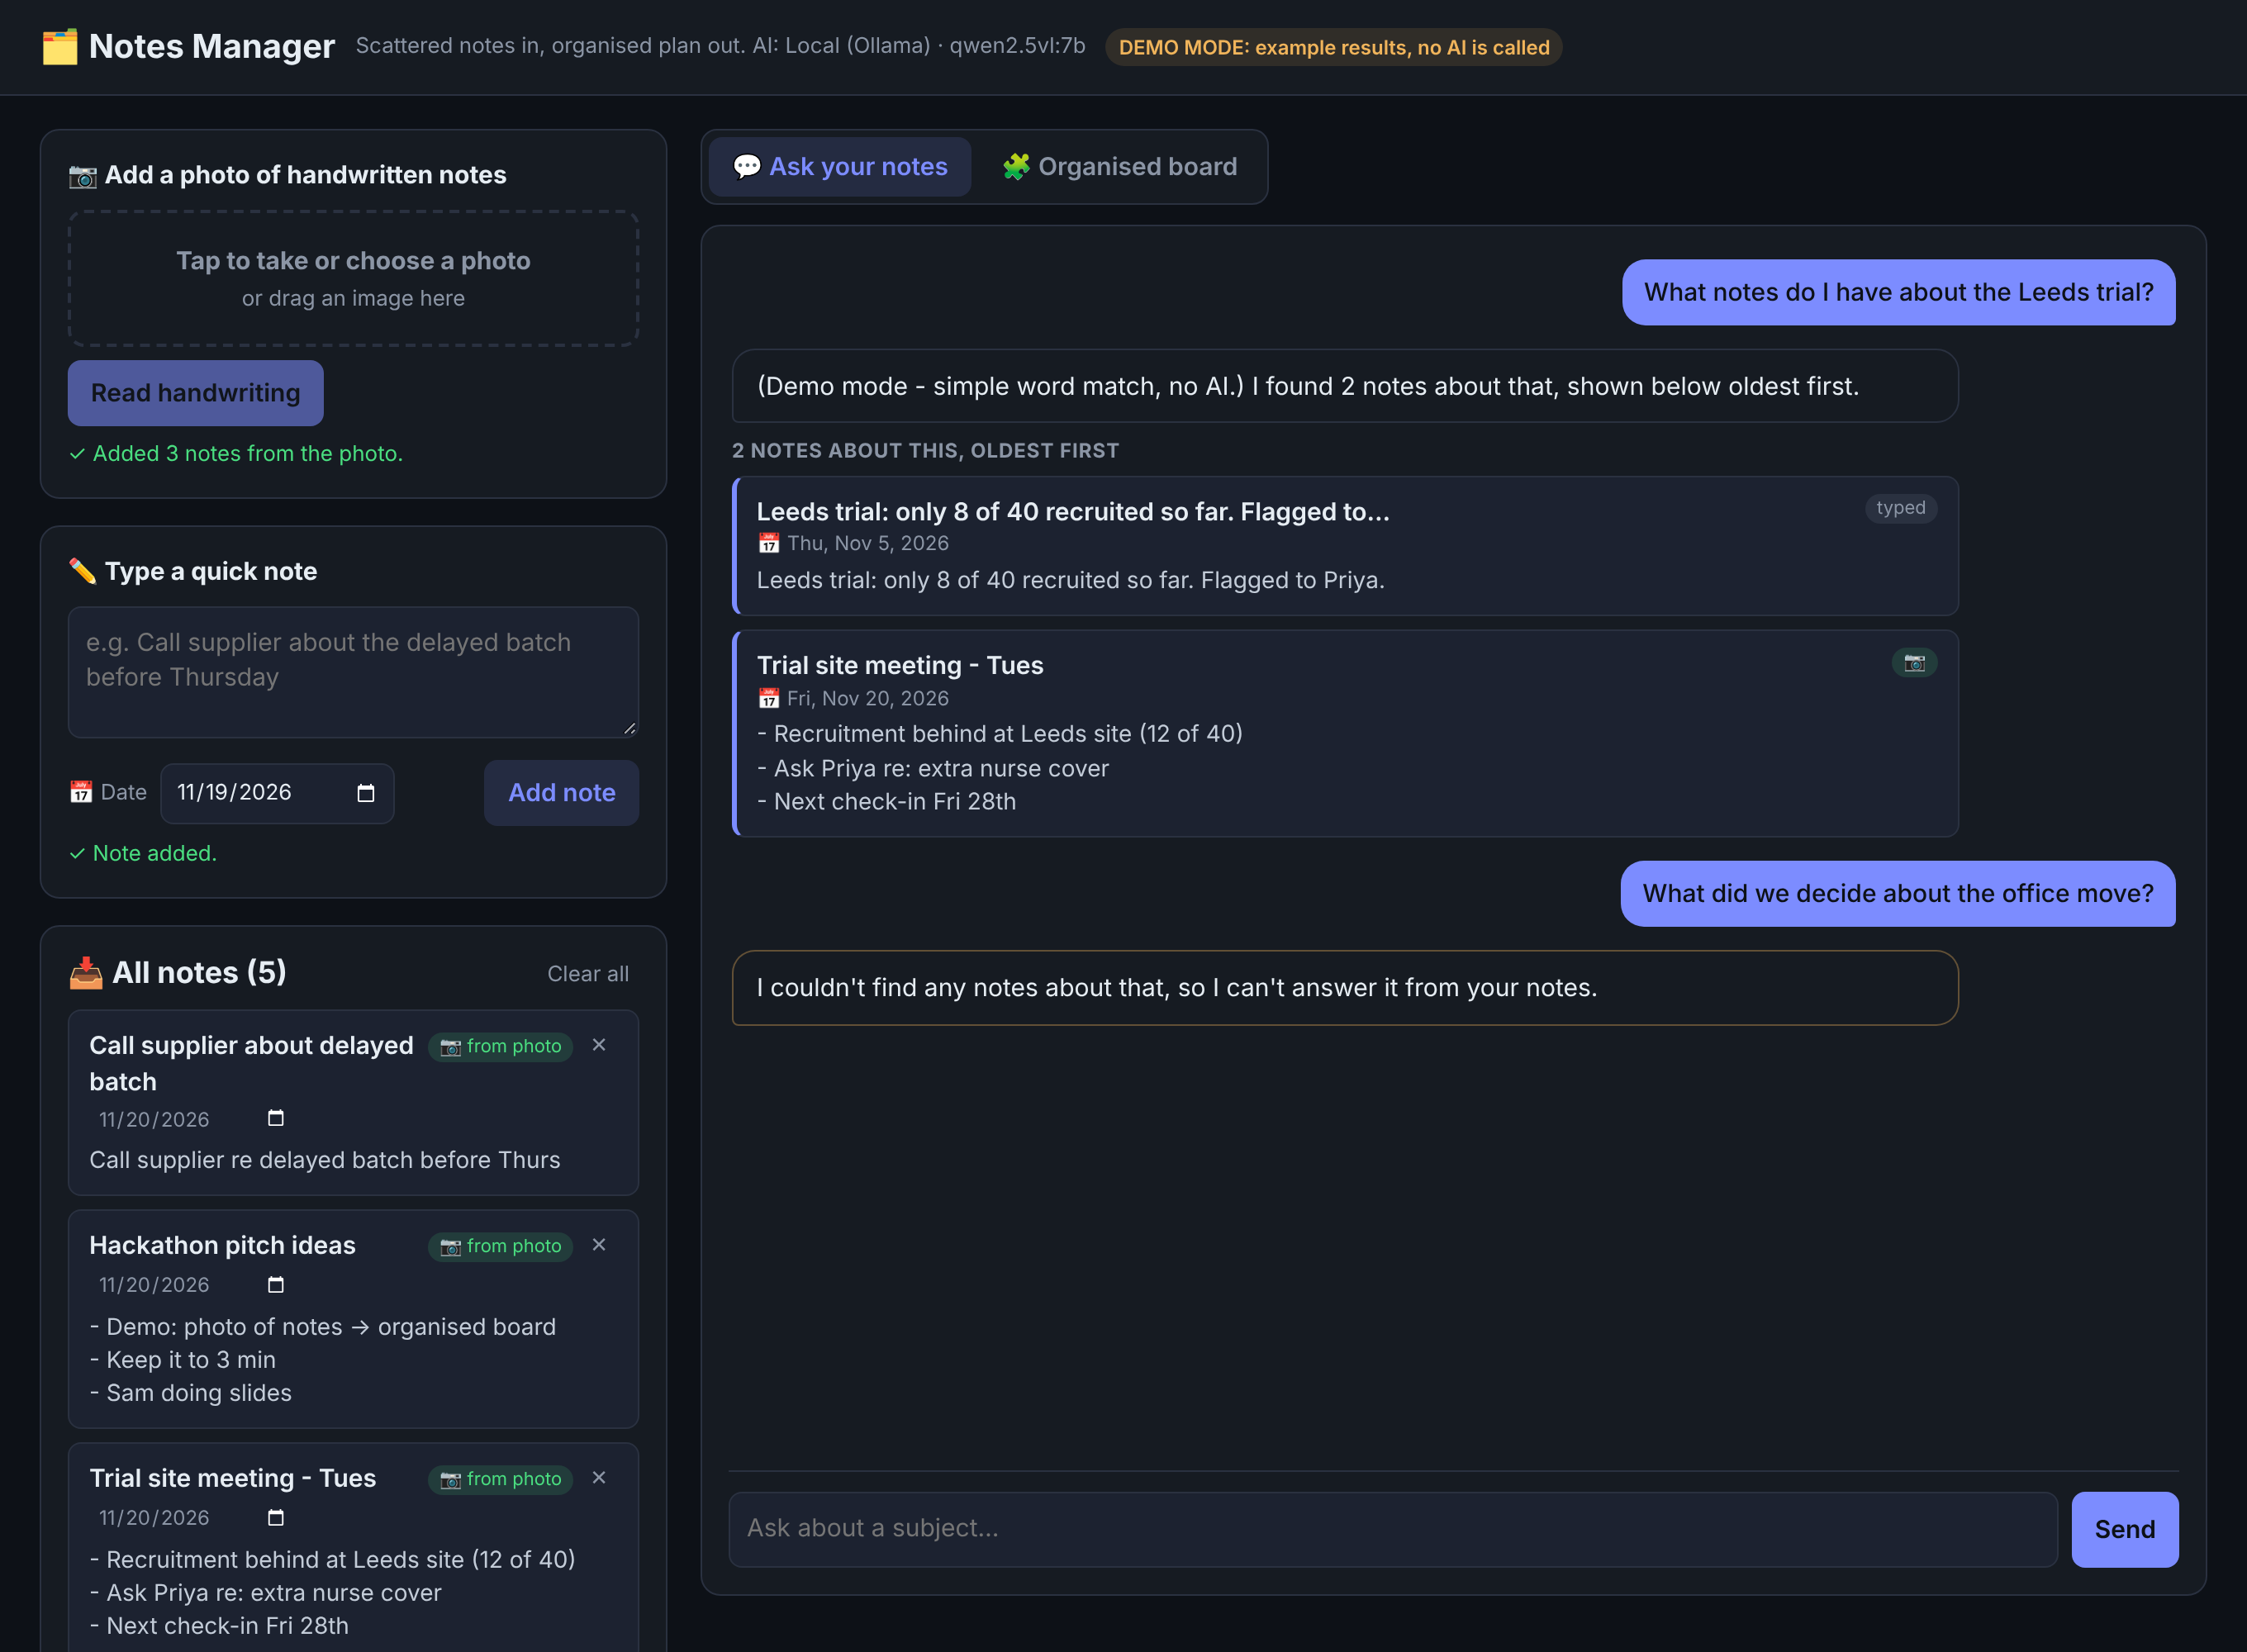 Notes Manager
Scattered notes in, organised plan out. AI: Local (Ollama) · qwen2.5vl:7b
DEMO MODE: example results, no AI is called
Add a photo of handwritten notes
Tap to take or choose a photo
or drag an image here
Read handwriting
✓ Added 3 notes from the photo.
Type a quick note
e.g. Call supplier about the delayed batch
before Thursday
Date
11/19/2026
Add note
✓ Note added.
All notes (5)
Clear all
Call supplier about delayed
batch
from photo
×
11/20/2026
Call supplier re delayed batch before Thurs
Hackathon pitch ideas
from photo
×
11/20/2026
- Demo: photo of notes → organised board
- Keep it to 3 min
- Sam doing slides
Trial site meeting - Tues
from photo
×
11/20/2026
- Recruitment behind at Leeds site (12 of 40)
- Ask Priya re: extra nurse cover
- Next check-in Fri 28th
Ask your notes
Organised board
What notes do I have about the Leeds trial?
(Demo mode - simple word match, no AI.) I found 2 notes about that, shown below oldest first.
2 NOTES ABOUT THIS, OLDEST FIRST
Leeds trial: only 8 of 40 recruited so far. Flagged to...
typed
Thu, Nov 5, 2026
Leeds trial: only 8 of 40 recruited so far. Flagged to Priya.
Trial site meeting - Tues
Fri, Nov 20, 2026
- Recruitment behind at Leeds site (12 of 40)
- Ask Priya re: extra nurse cover
- Next check-in Fri 28th
What did we decide about the office move?
I couldn't find any notes about that, so I can't answer it from your notes.
Ask about a subject...
Send